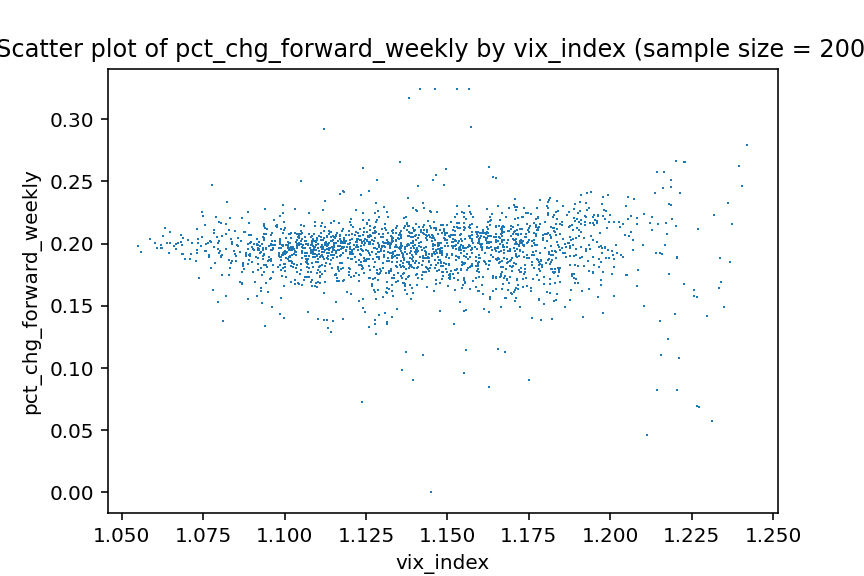 Scatter plot of pct_chg_forward_weekly by vix_index (sample size = 200
0.30
0.25
0.20
0.15
0.10
0.05
0.00
pct_chg_forward_weekly
1.050 1.075 1.100 1.125 1.150 1.175 1.200 1.225 1.250
vix_index